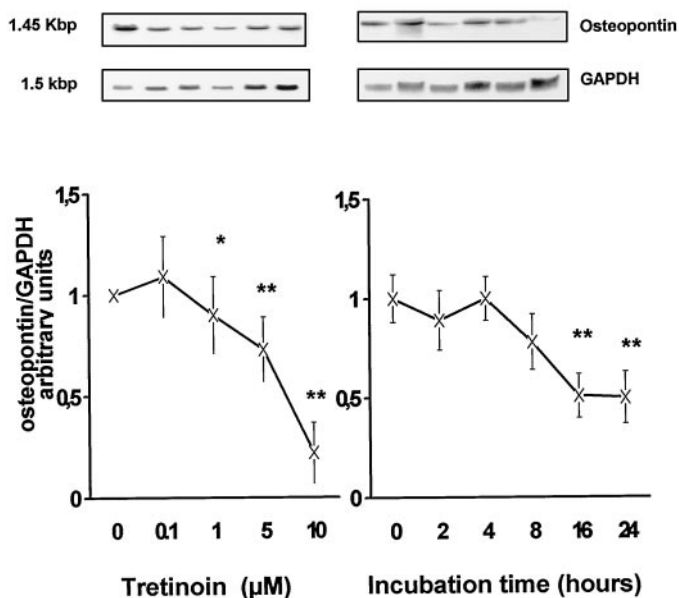 1.45 Kbp
Osteopontin
1.5 kbp
GAPDH
osteopontin/GAPDH
arbitrary units
1,5
1
0,5
0
*
**
**
0 0.1 1 5 10
Tretinoin (µM)
1,5
1
0,5
0
**
**
0 2 4 8 16 24
Incubation time (hours)